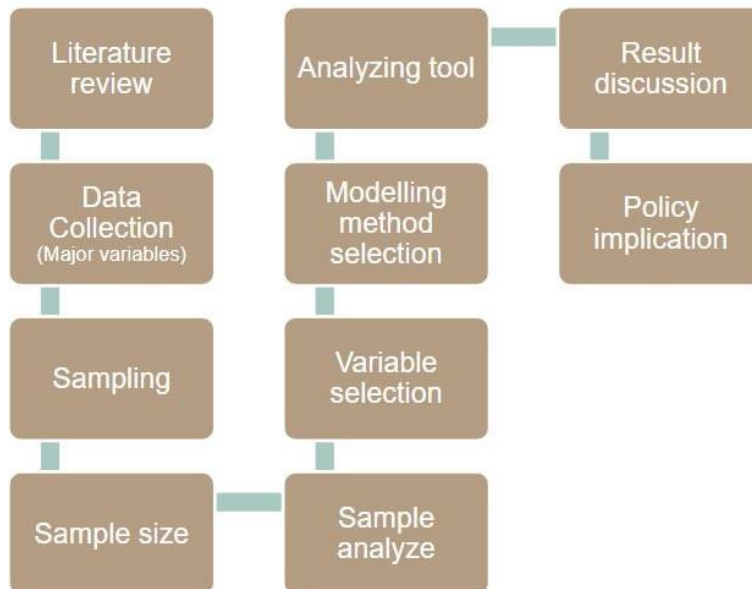 Literature
review
Data
Collection
(Major variables)
Sampling
Sample size
Sample
analyze
Variable
selection
Modelling
method
selection
Analyzing tool
Result
discussion
Policy
implication